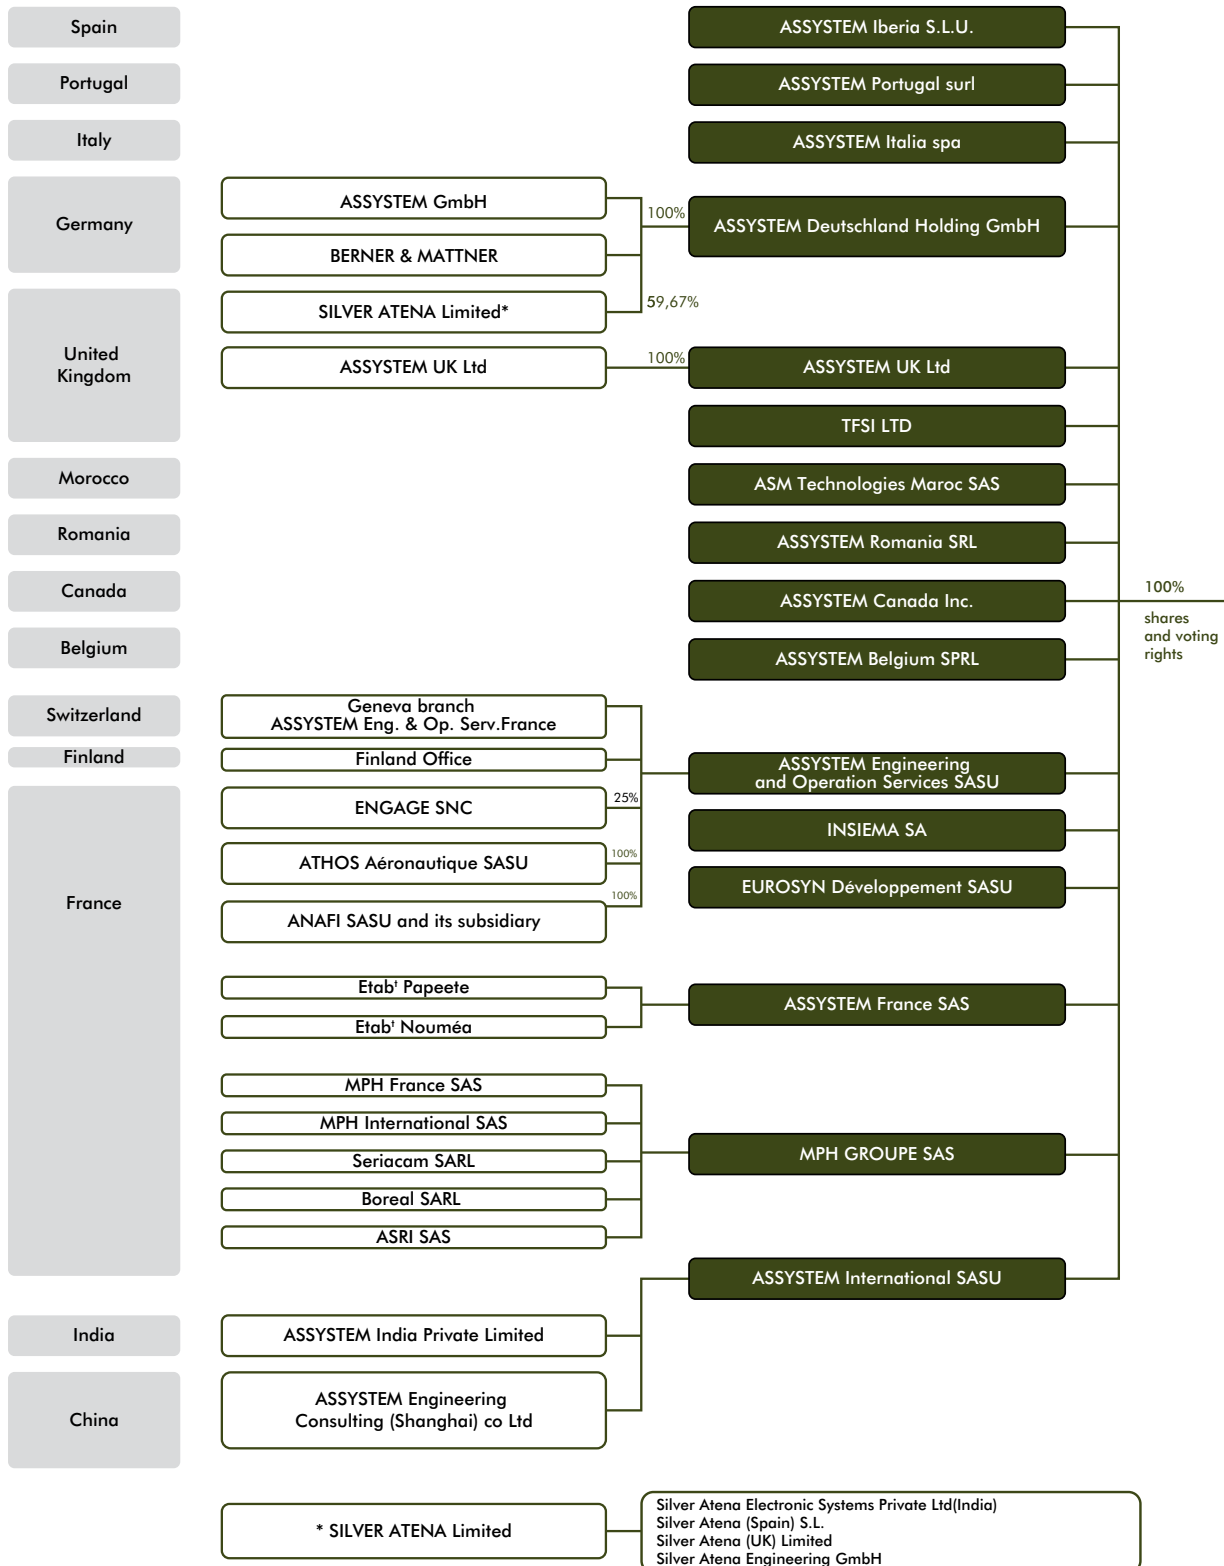 Spain
ASSYSTEM Iberia S.L.U.
Portugal
ASSYSTEM Portugal surl
Italy
ASSYSTEM Italia spa
Germany
ASSYSTEM GmbH
100%
ASSYSTEM Deutschland Holding GmbH
BERNER & MATTNER
SILVER ATENA Limited*
59,67%
United
Kingdom
ASSYSTEM UK Ltd
100%
ASSYSTEM UK Ltd
TFSI LTD
Morocco
ASM Technologies Maroc SAS
Romania
ASSYSTEM Romania SRL
Canada
ASSYSTEM Canada Inc.
100%
shares
and voting
rights
Belgium
ASSYSTEM Belgium SPRL
Switzerland
Geneva branch
ASSYSTEM Eng. & Op. Serv.France
Finland
Finland Office
ASSYSTEM Engineering
and Operation Services SASU
ENGAGE SNC
25%
INSIEMA SA
ATHOS Aéronautique SASU
100%
EUROSYN Développement SASU
France
ANAFI SASU and its subsidiary
100%
Etabᵗ Papeete
ASSYSTEM France SAS
Etabᵗ Nouméa
MPH France SAS
MPH International SAS
MPH GROUPE SAS
Seriacam SARL
Boreal SARL
ASRI SAS
ASSYSTEM International SASU
India
ASSYSTEM India Private Limited
China
ASSYSTEM Engineering
Consulting (Shanghai) co Ltd
* SILVER ATENA Limited
Silver Atena Electronic Systems Private Ltd(India)
Silver Atena (Spain) S.L.
Silver Atena (UK) Limited
Silver Atena Engineering GmbH